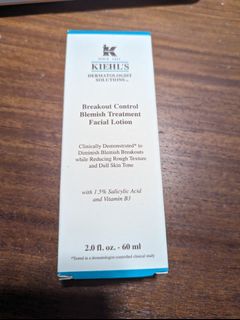 K
SINCE 1851
KIEHL'S
DERMATOLOGIST
SOLUTIONS™
Breakout Control
Blemish Treatment
Facial Lotion
Clinically Demonstrated* to
Diminish Blemish Breakouts
while Reducing Rough Texture
and Dull Skin Tone
with 1.5% Salicylic Acid
and Vitamin B3
2.0 fl. oz. - 60 ml
*Tested in a dermatologist-controlled clinical study